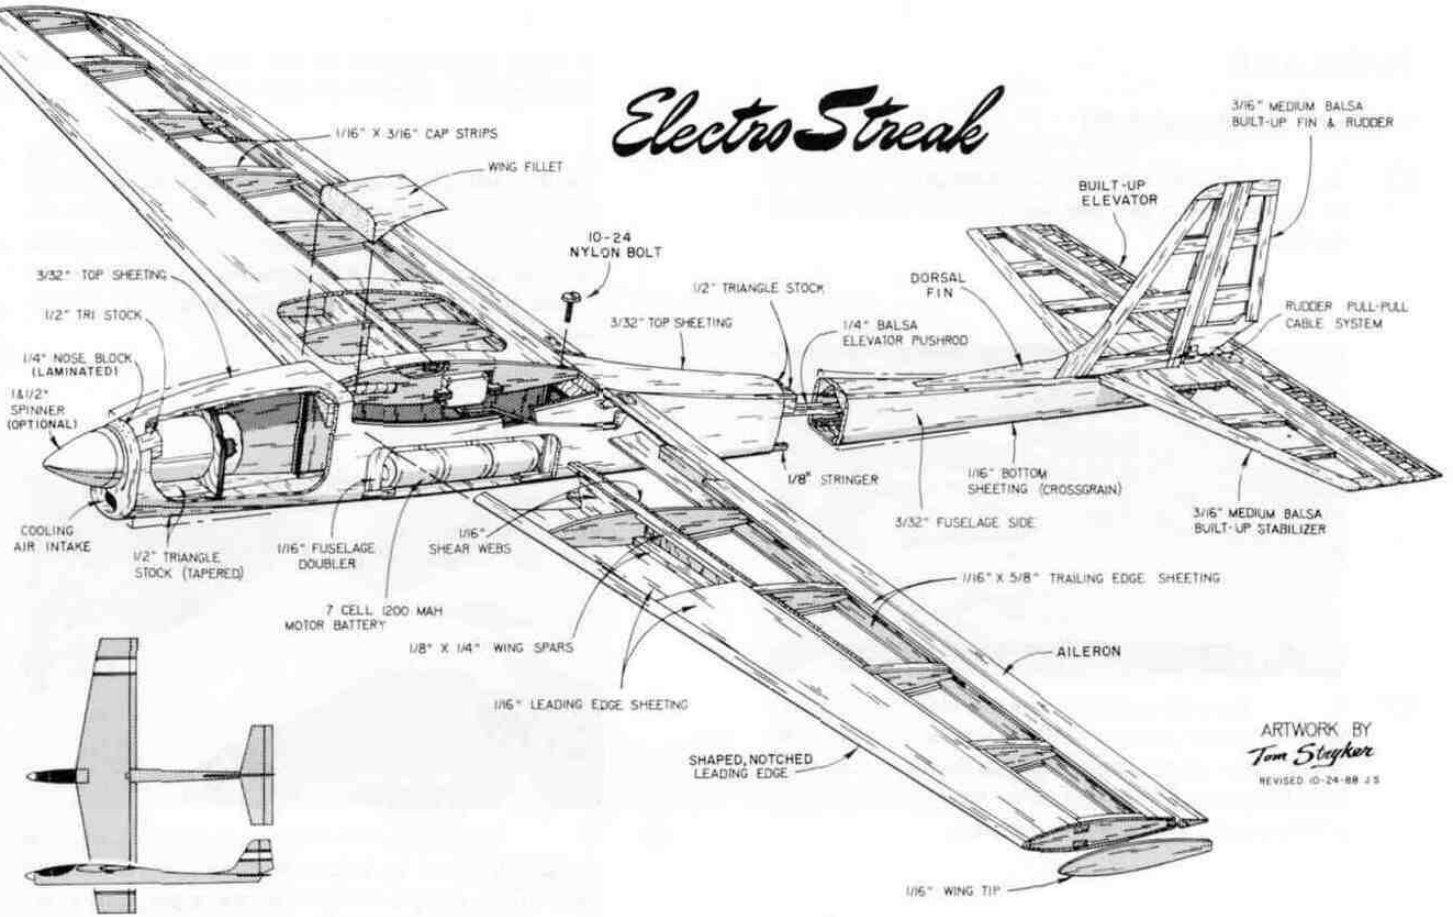 Electro Streak
1/16" X 3/16" CAP STRIPS
WING FILLET
10-24
NYLON BOLT
3/16" MEDIUM BALSA
BUILT-UP FIN & RUDDER
BUILT-UP
ELEVATOR
3/32" TOP SHEETING
1/2" TRI STOCK
1/4" NOSE BLOCK
(LAMINATED)
1&1/2"
SPINNER
(OPTIONAL)
3/32" TOP SHEETING
1/2" TRIANGLE STOCK
1/4" BALSA
ELEVATOR PUSHROD
DORSAL
FIN
RUDDER PULL-PULL
CABLE SYSTEM
COOLING
AIR INTAKE
1/2" TRIANGLE
STOCK (TAPERED)
1/16" FUSELAGE
DOUBLER
7 CELL 1200 MAH
MOTOR BATTERY
1/16"
SHEAR WEBS
1/8" STRINGER
1/16" BOTTOM
SHEETING (CROSSGRAIN)
3/32" FUSELAGE SIDE
3/16" MEDIUM BALSA
BUILT-UP STABILIZER
1/8" X 1/4" WING SPARS
1/16" LEADING EDGE SHEETING
1/16" X 5/8" TRAILING EDGE SHEETING
AILERON
SHAPED, NOTCHED
LEADING EDGE
1/16" WING TIP
ARTWORK BY
Tom Stryker
REVISED 10-24-88 J S